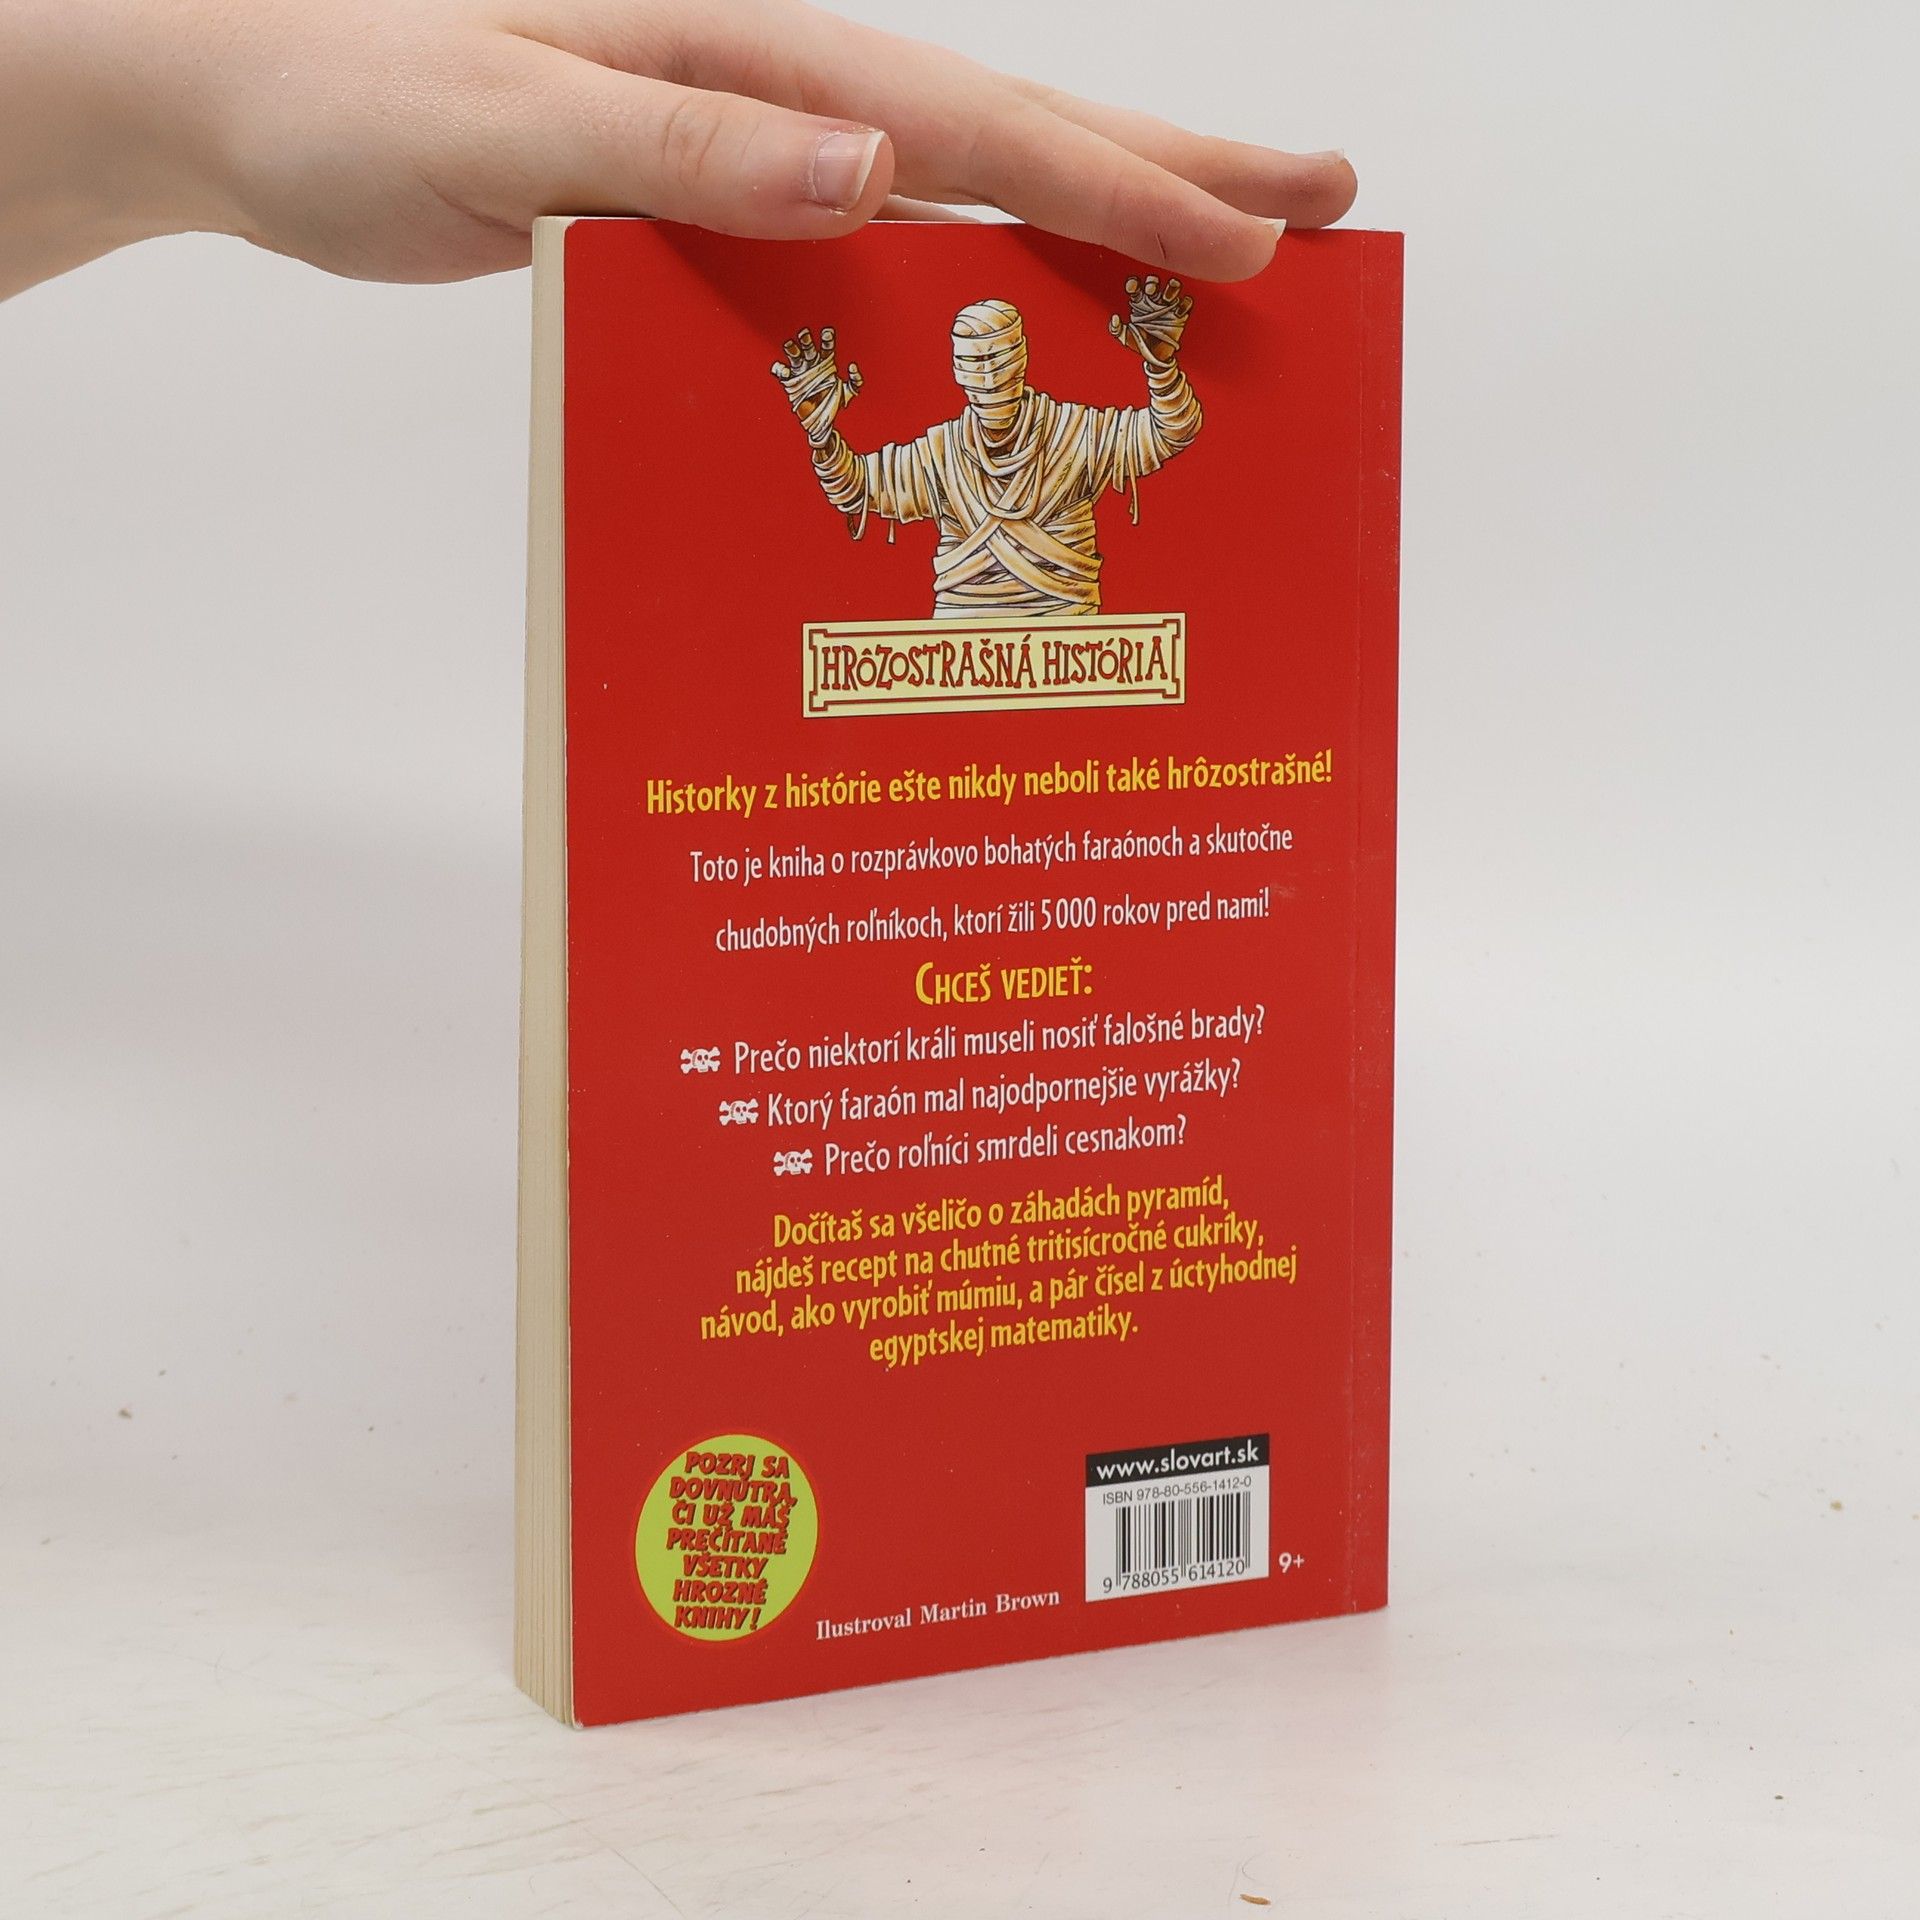 HRÔZOSTRAŠNÁ HISTÓRIA
Historky z histórie ešte nikdy neboli také hrôzostrašné!
Toto je kniha o rozprávkovo bohatých faraónoch a skutočne
chudobných roľníkoch, ktorí žili 5 000 rokov pred nami!
CHCEŠ VEDIEŤ:
Prečo niektorí králi museli nosiť falošné brady?
Ktorý faraón mal najodpornejšie vyrážky?
Prečo roľníci smrdeli cesnakom?
Dočítaš sa všeličo o záhadách pyramíd,
nájdeš recept na chutné tritisícročné cukríky,
návod, ako vyrobiť múmiu, a pár čísel z úctyhodnej
egyptskej matematiky.
POZRJ SA
DOVNÚTRA,
ČI UŽ MÁŠ
PREČÍTANÉ
VŠETKY
HROZNÉ
KNIHY!
Ilustroval Martin Brown
www.slovart.sk
ISBN 978-80-556-1412-0
9 788055 614120
9+